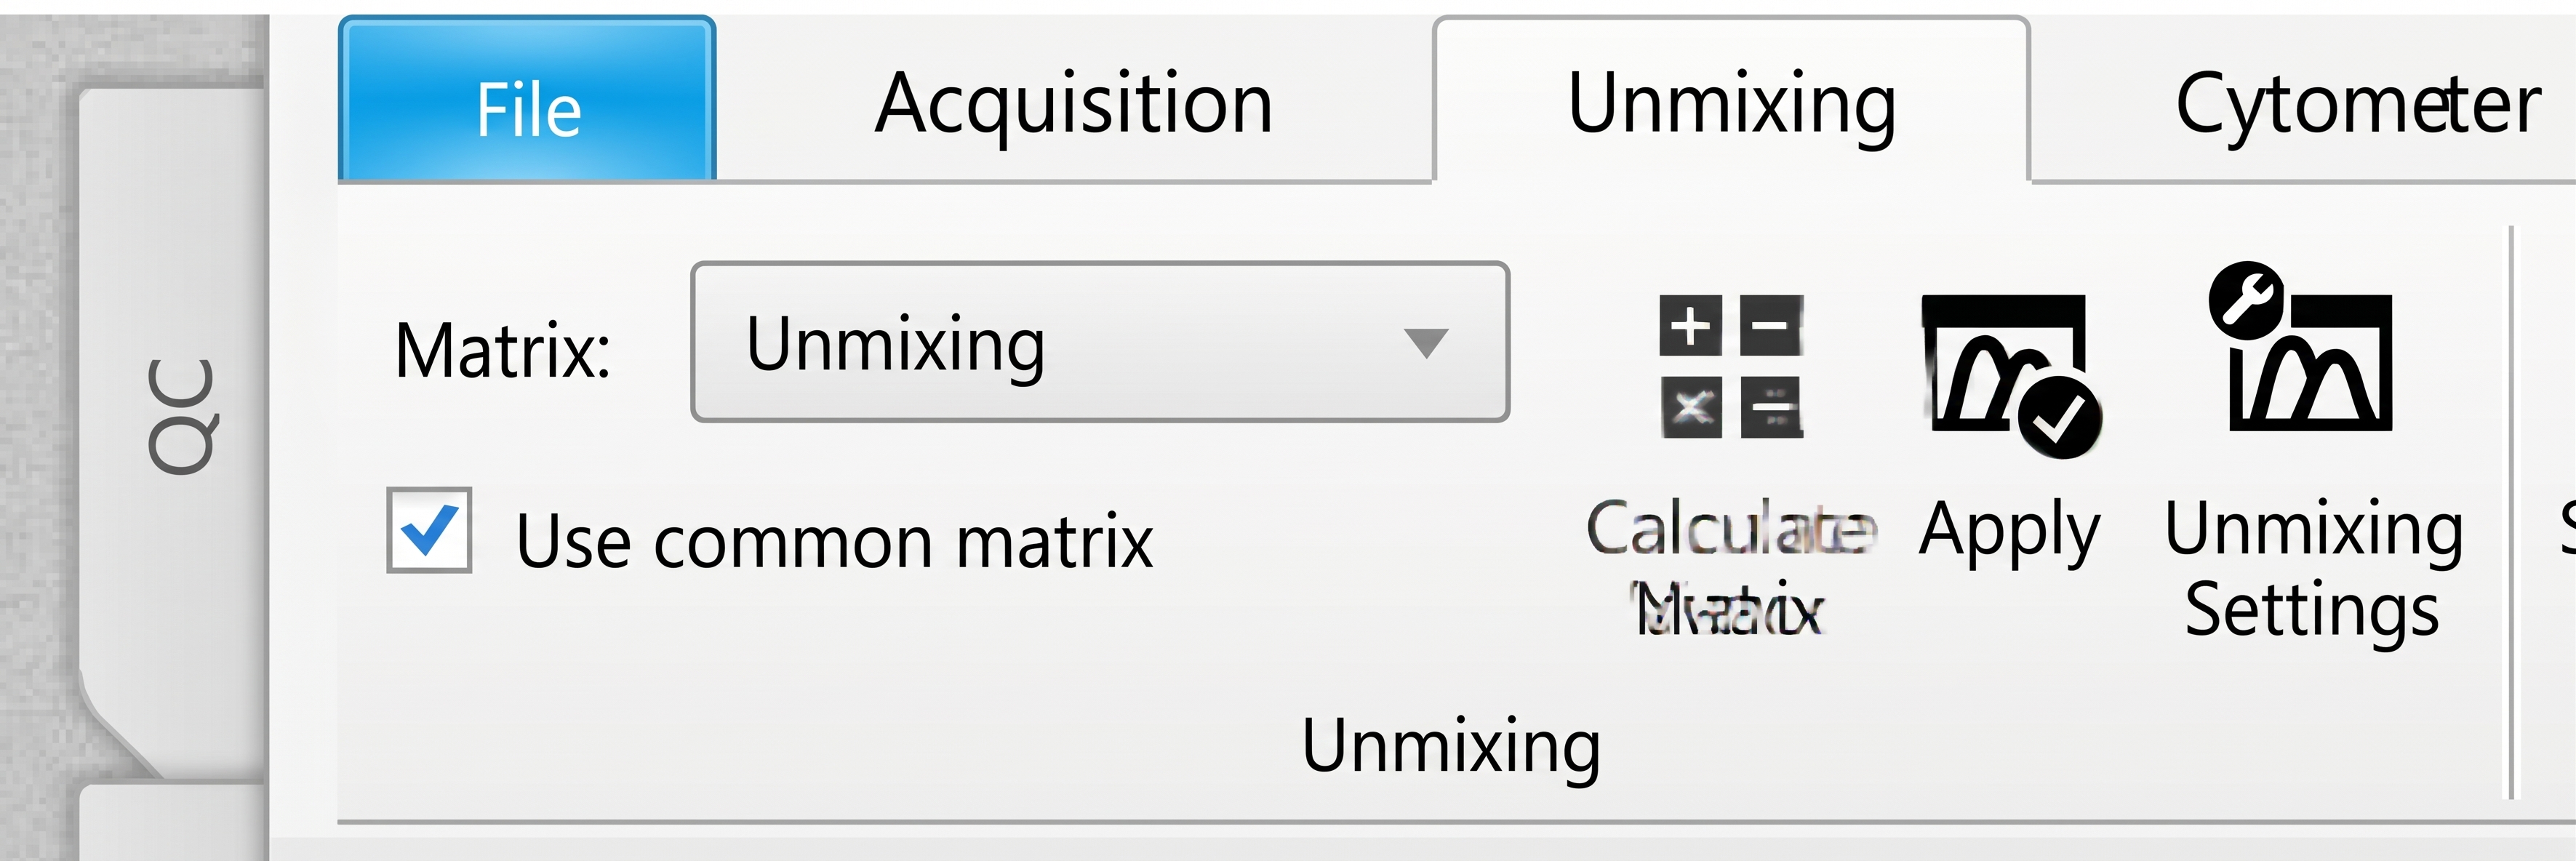 File Acquisition Unmixing Cytometer
QC
Matrix: Unmixing
Use common matrix
Calculate Apply Unmixing
Matrix Settings
Unmixing